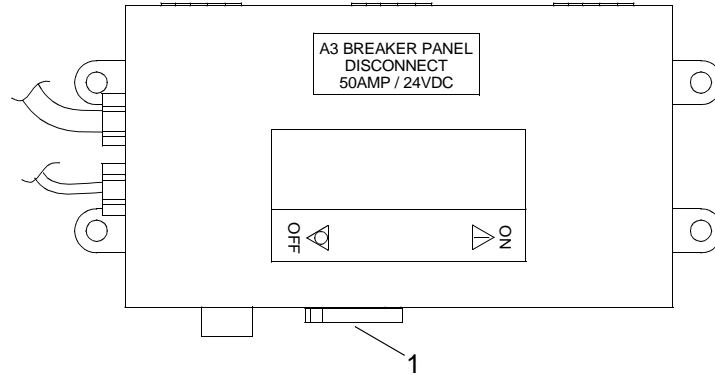 A3 BREAKER PANEL
DISCONNECT
50AMP / 24VDC
OFF
ON
1